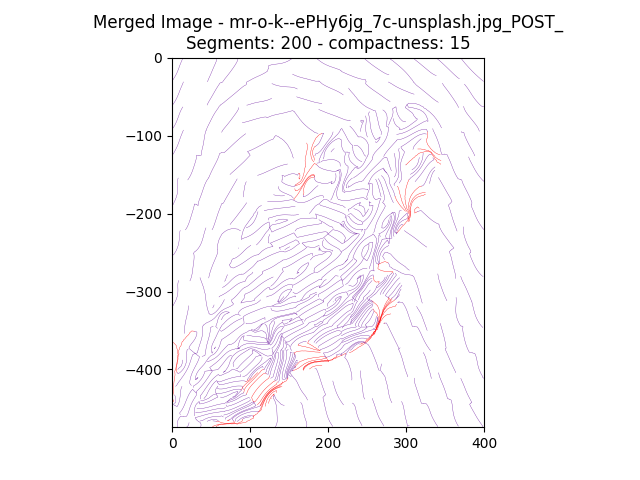 Merged Image - mr-o-k--ePHy6jg_7c-unsplash.jpg_POST_
Segments: 200 - compactness: 15
0
−100
−200
−300
−400
0 100 200 300 400